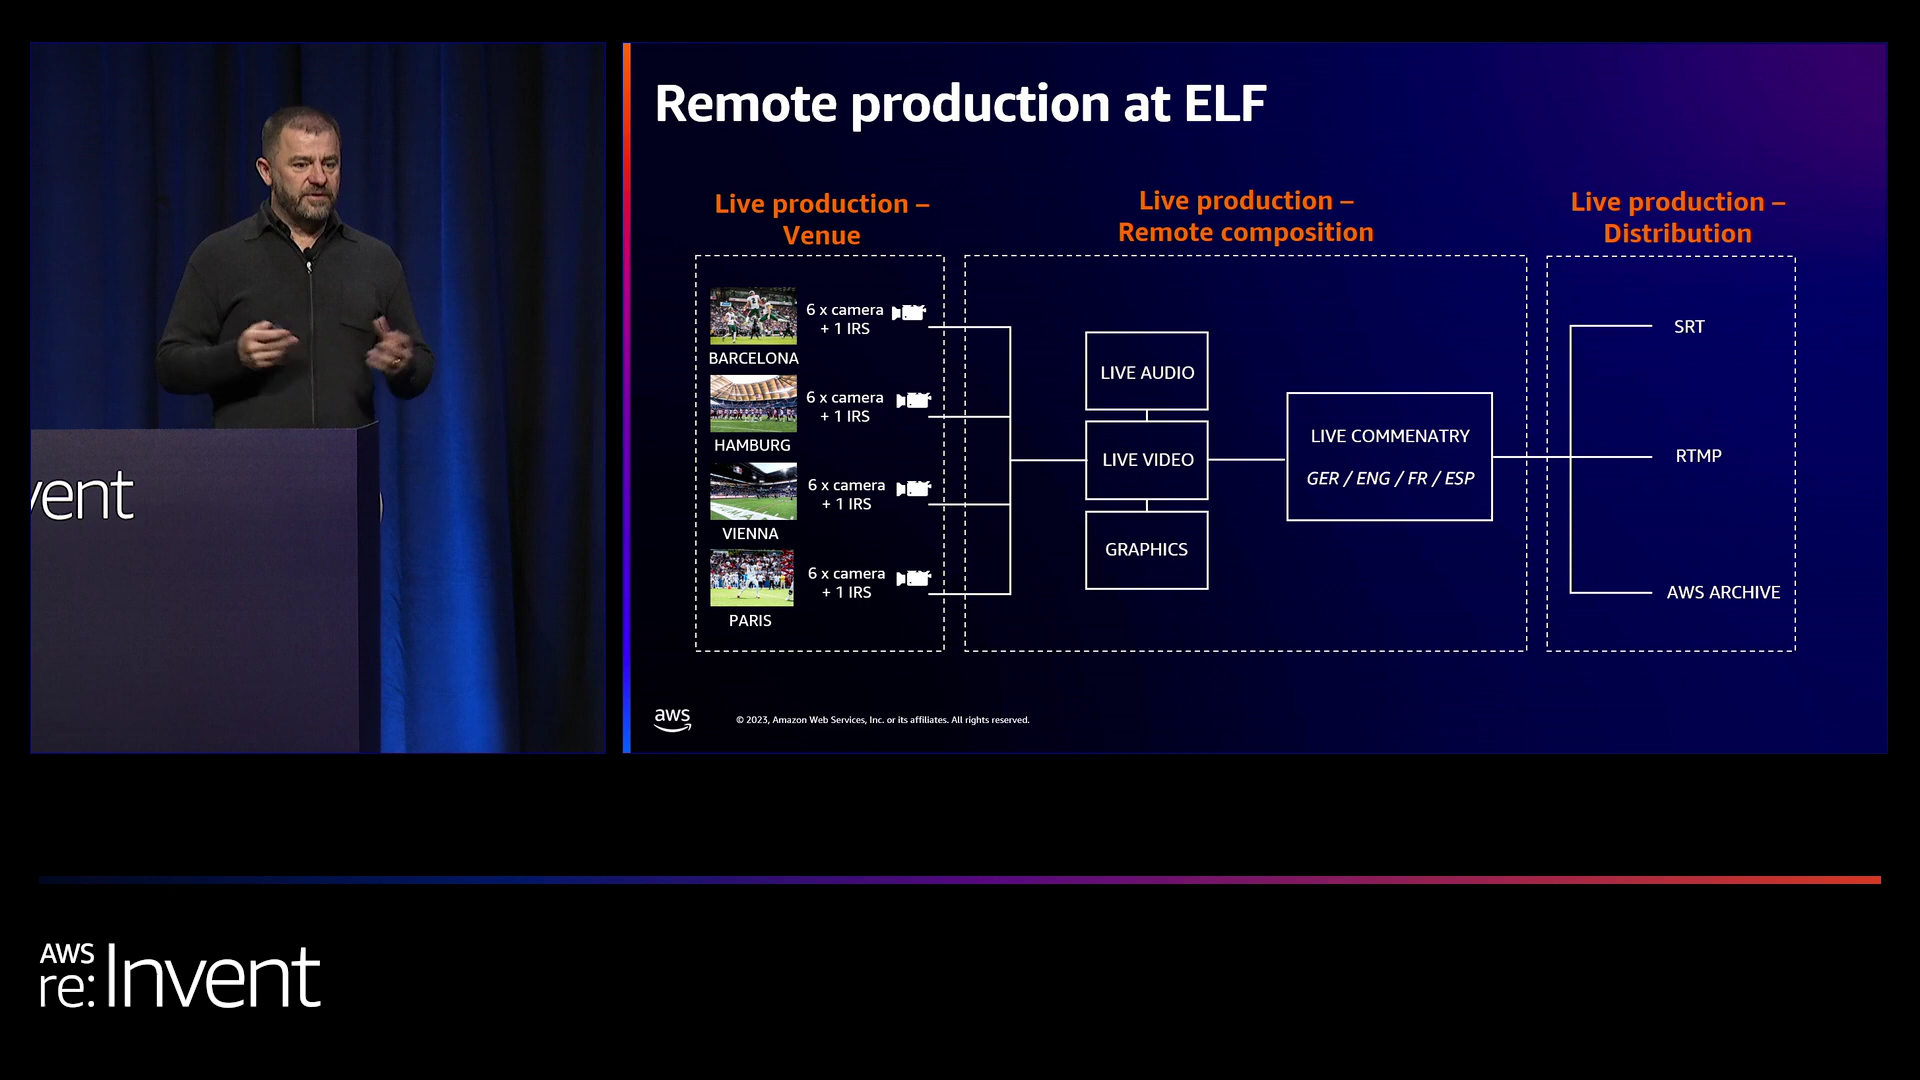 vent
Remote production at ELF
Live production –
Venue
6 x camera
+ 1 IRS
BARCELONA
6 x camera
+ 1 IRS
HAMBURG
6 x camera
+ 1 IRS
VIENNA
6 x camera
+ 1 IRS
PARIS
Live production –
Remote composition
LIVE AUDIO
LIVE VIDEO
GRAPHICS
LIVE COMMENATRY
GER / ENG / FR / ESP
Live production –
Distribution
SRT
RTMP
AWS ARCHIVE
aws
© 2023, Amazon Web Services, Inc. or its affiliates. All rights reserved.
AWS
re:Invent